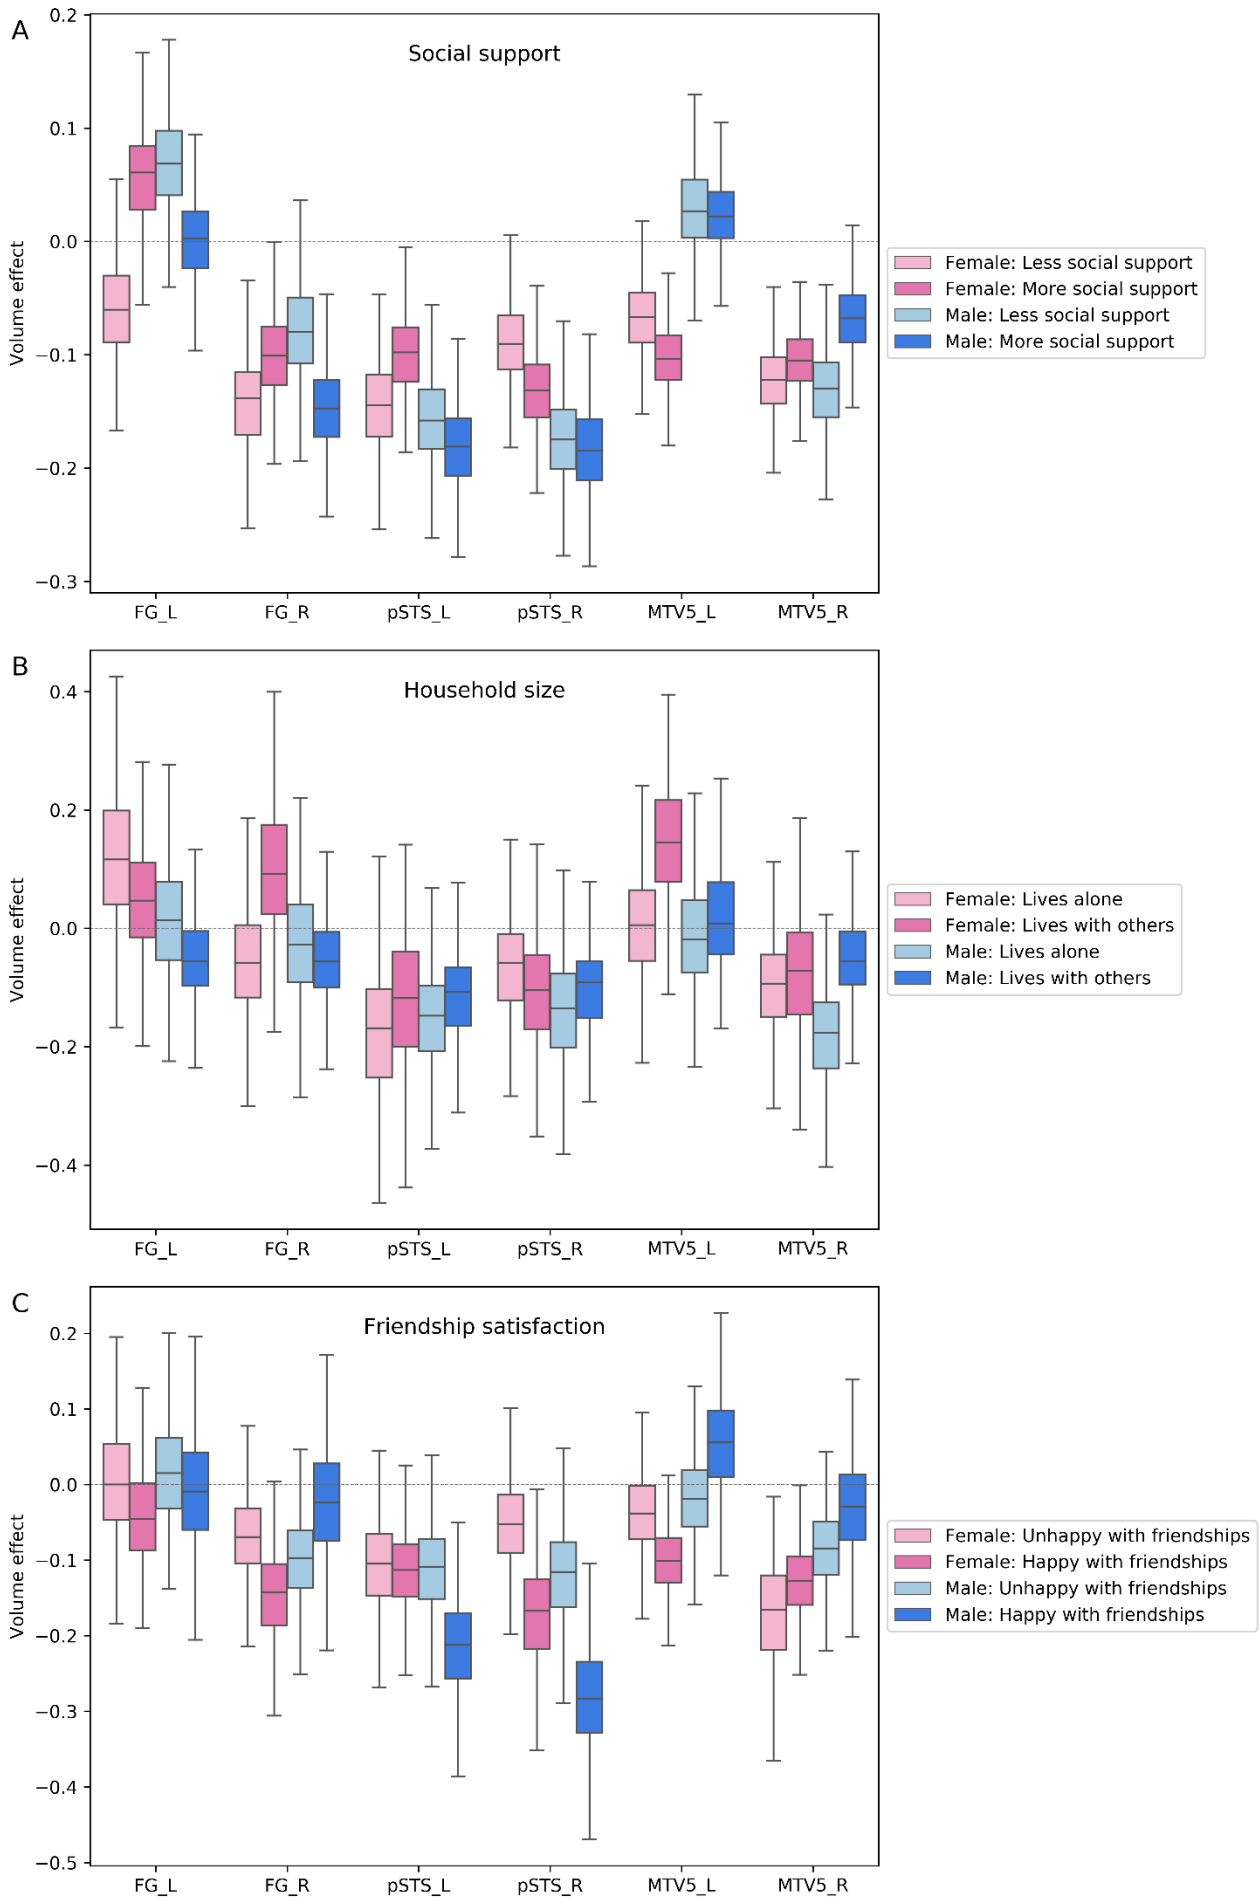 A
Social support
Volume effect
0.2
0.1
0.0
−0.1
−0.2
−0.3
FG_L FG_R pSTS_L pSTS_R MTV5_L MTV5_R
Female: Less social support
Female: More social support
Male: Less social support
Male: More social support
B
Household size
Volume effect
0.4
0.2
0.0
−0.2
−0.4
FG_L FG_R pSTS_L pSTS_R MTV5_L MTV5_R
Female: Lives alone
Female: Lives with others
Male: Lives alone
Male: Lives with others
C
Friendship satisfaction
Volume effect
0.2
0.1
0.0
−0.1
−0.2
−0.3
−0.4
−0.5
FG_L FG_R pSTS_L pSTS_R MTV5_L MTV5_R
Female: Unhappy with friendships
Female: Happy with friendships
Male: Unhappy with friendships
Male: Happy with friendships